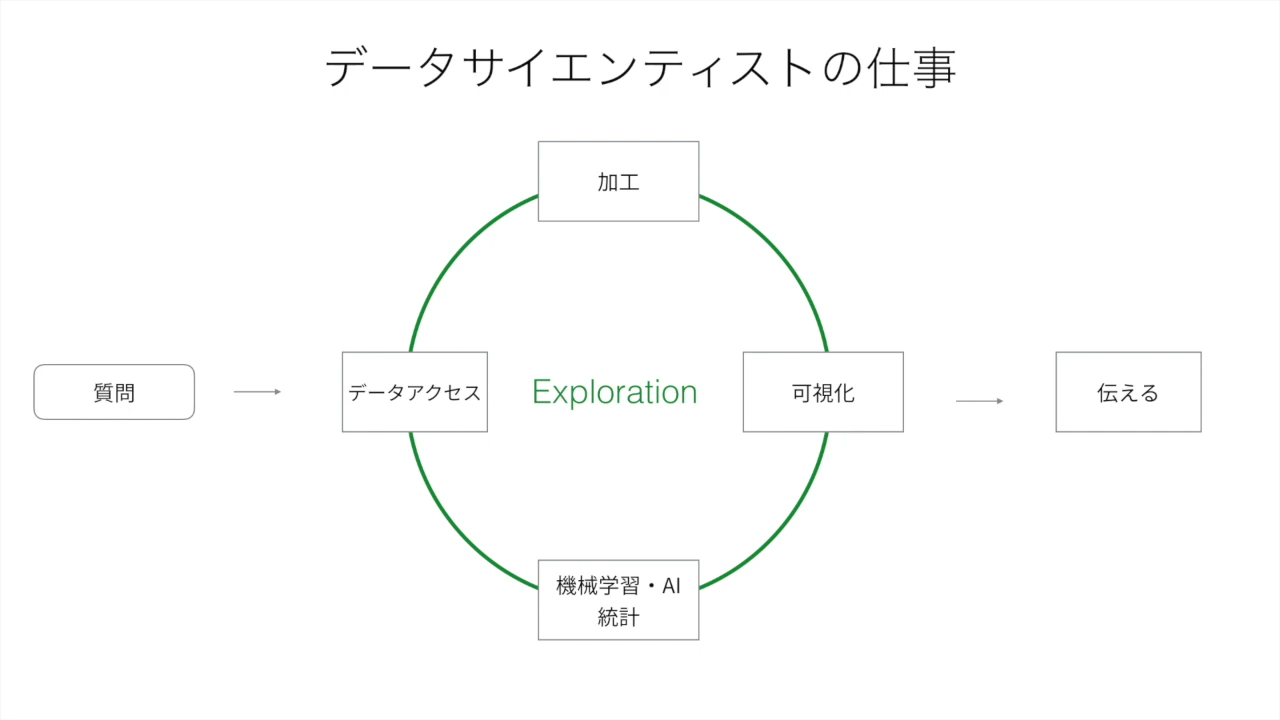 データサイエンティストの仕事
加工
質問
データアクセス
Exploration
可視化
伝える
機械学習・AI
統計